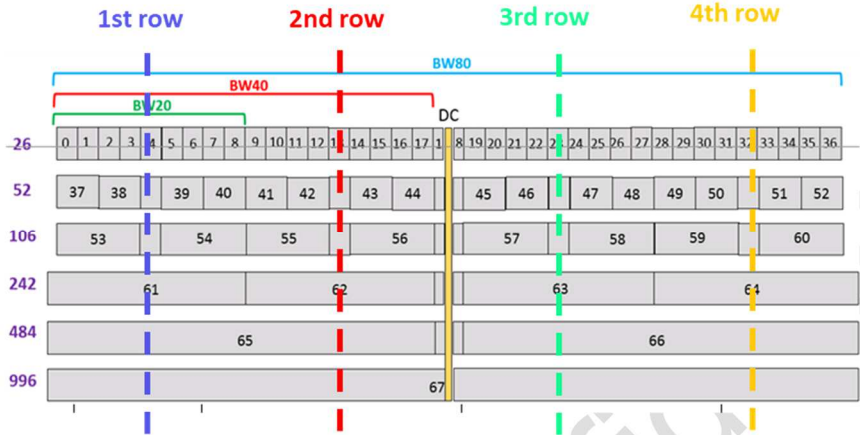 1st row 2nd row 3rd row 4th row
BW80
BW40
BW20
DC
26 0 1 2 3 4 5 6 7 8 9 10 11 12 13 14 15 16 17 1 8 19 20 21 22 23 24 25 26 27 28 29 30 31 32 33 34 35 36
52 37 38 39 40 41 42 43 44 45 46 47 48 49 50 51 52
106 53 54 55 56 57 58 59 60
242 61 62 63 64
484 65 66
996 67